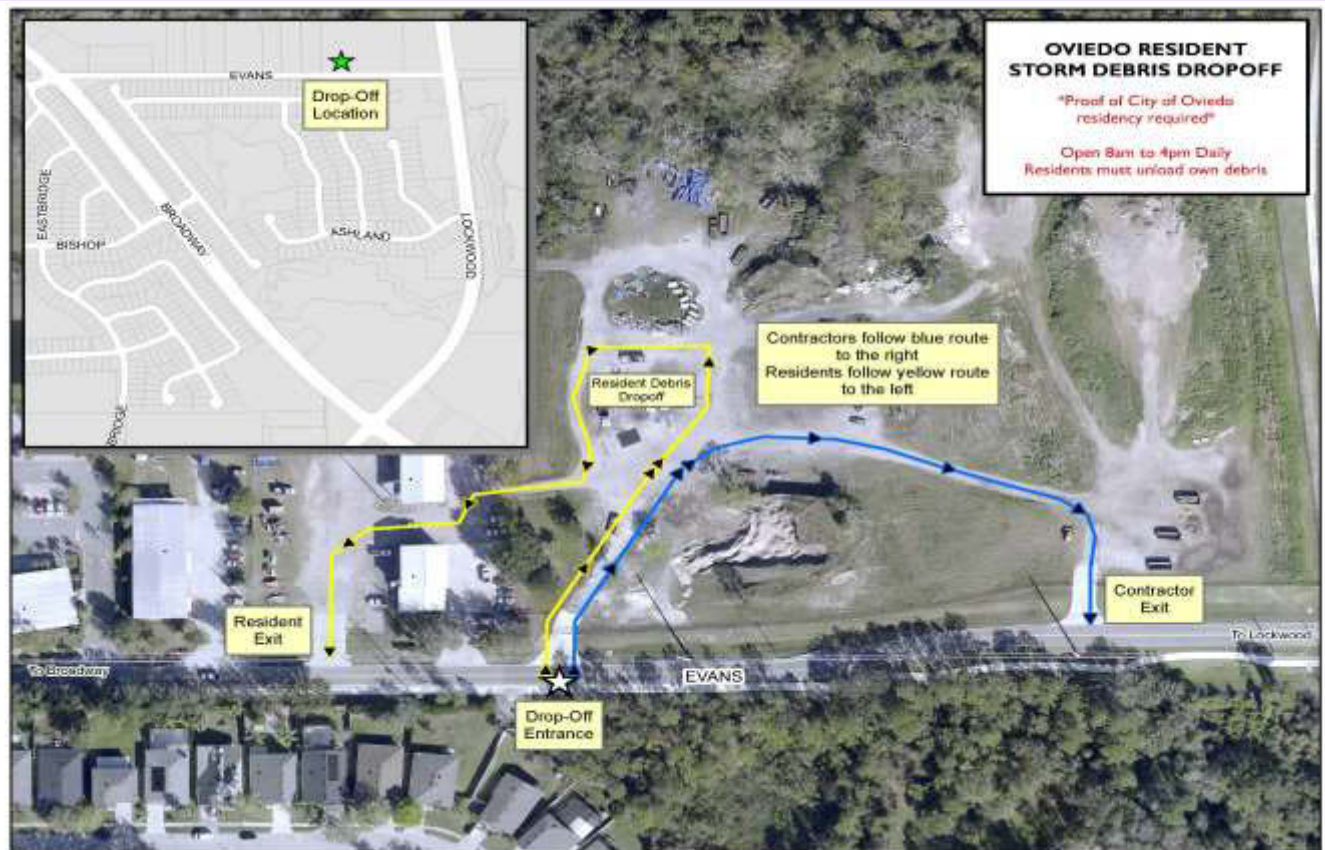 EVANS
Drop-Off
Location
EASTBRIDGE
BISHOP
BROADWAY
ASHLAND
LOCKWOOD
BRIDGE
OVIEDO RESIDENT
STORM DEBRIS DROPOFF
*Proof of City of Oviedo
residency required*
Open 8am to 4pm Daily
Residents must unload own debris
Contractors follow blue route
to the right
Residents follow yellow route
to the left
Resident Debris
Dropoff
Resident
Exit
Contractor
Exit
To Broadway
To Lockwood
EVANS
Drop-Off
Entrance